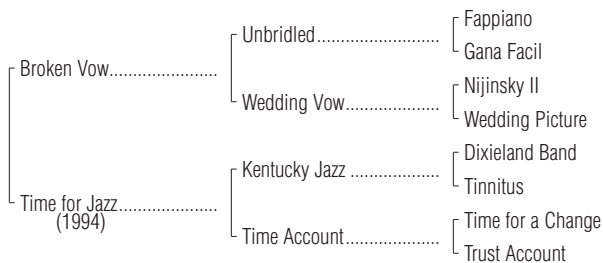 Fappiano
Unbridled..........................
Gana Facil
Broken Vow.......................
Nijinsky II
Wedding Vow....................
Wedding Picture
Dixieland Band
Kentucky Jazz ...................
Tinnitus
Time for Jazz.....................
(1994)
Time for a Change
Time Account....................
Trust Account